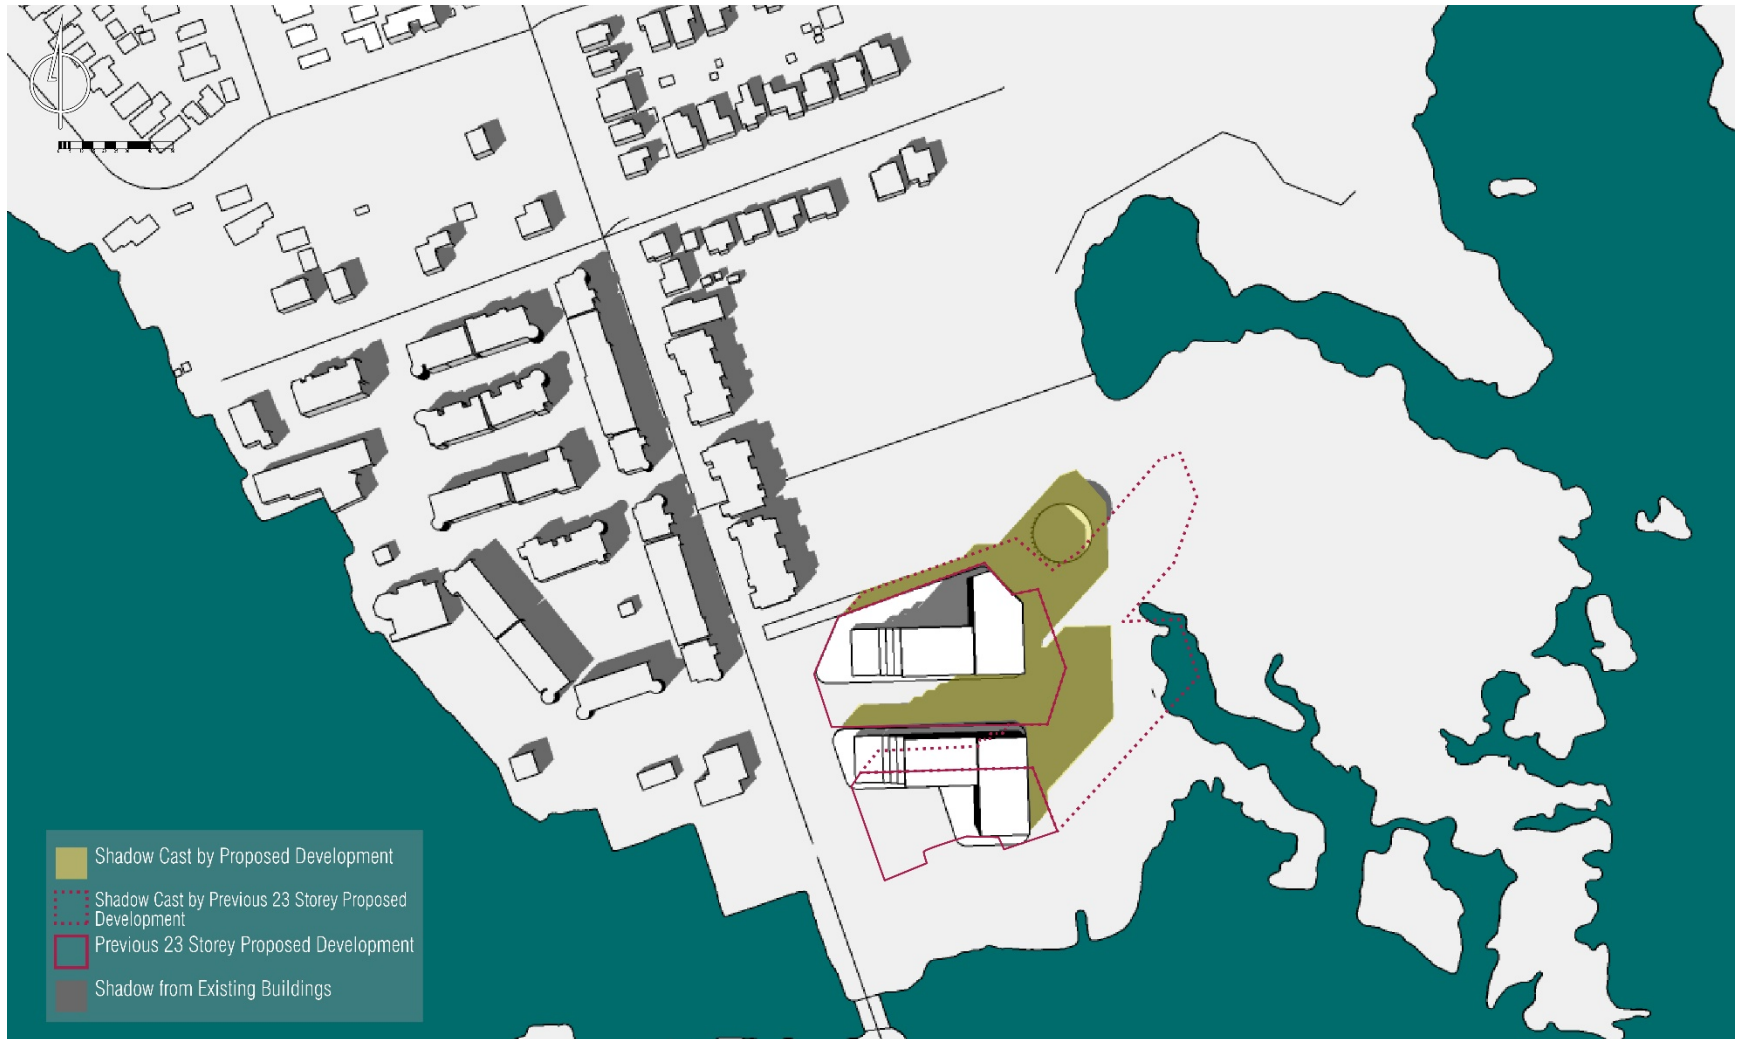 Shadow Cast by Proposed Development
Shadow Cast by Previous 23 Storey Proposed
Development
Previous 23 Storey Proposed Development
Shadow from Existing Buildings